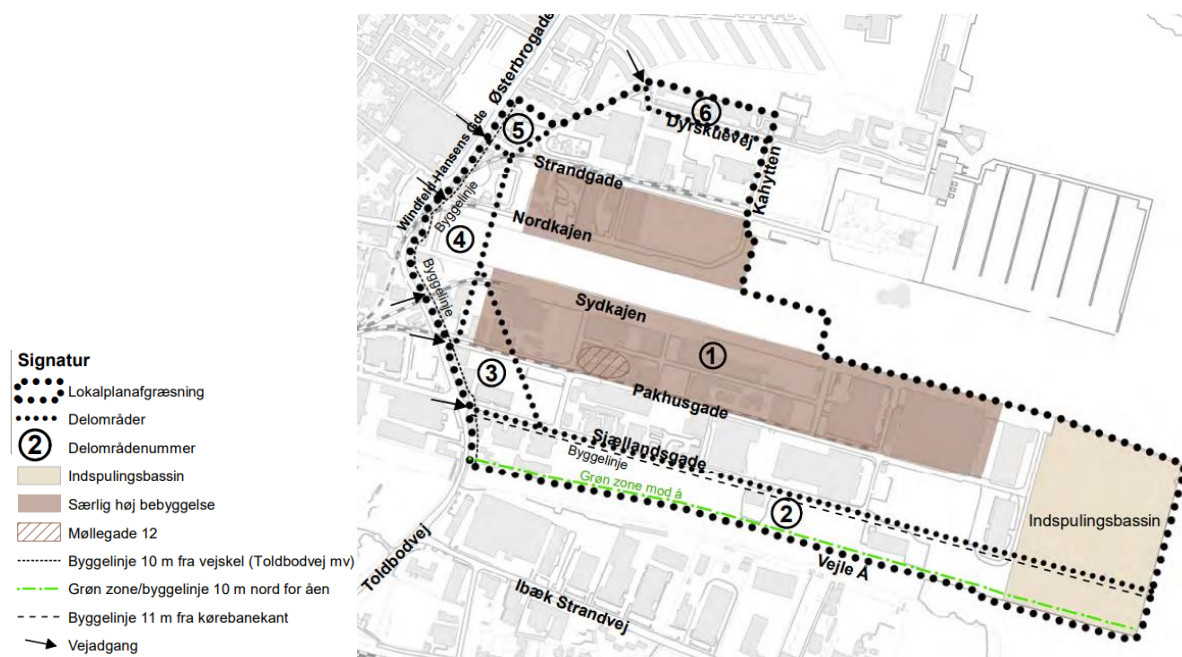 Signatur
Lokalplanafgræsning
Delområder
2
Delområdenummer
Indspulingsbassin
Særlig høj bebyggelse
Møllegade 12
Byggelinje 10 m fra vejskel (Toldbodvej mv)
Grøn zone/byggelinje 10 m nord for åen
Byggelinje 11 m fra kørebanekant
Vejadgang
Østerbrogade
Windfeld-Hansens Gde
Byggelinje
5
6
Dyrskuevej
Kahytten
Strandgade
Nordkajen
4
Byggelinje
Sydkajen
1
3
Pakhusgade
Sjællandsgade
Byggelinje
Grøn zone mod å
2
Indspulingsbassin
Vejle Å
Toldbodvej
Ibæk Strandvej